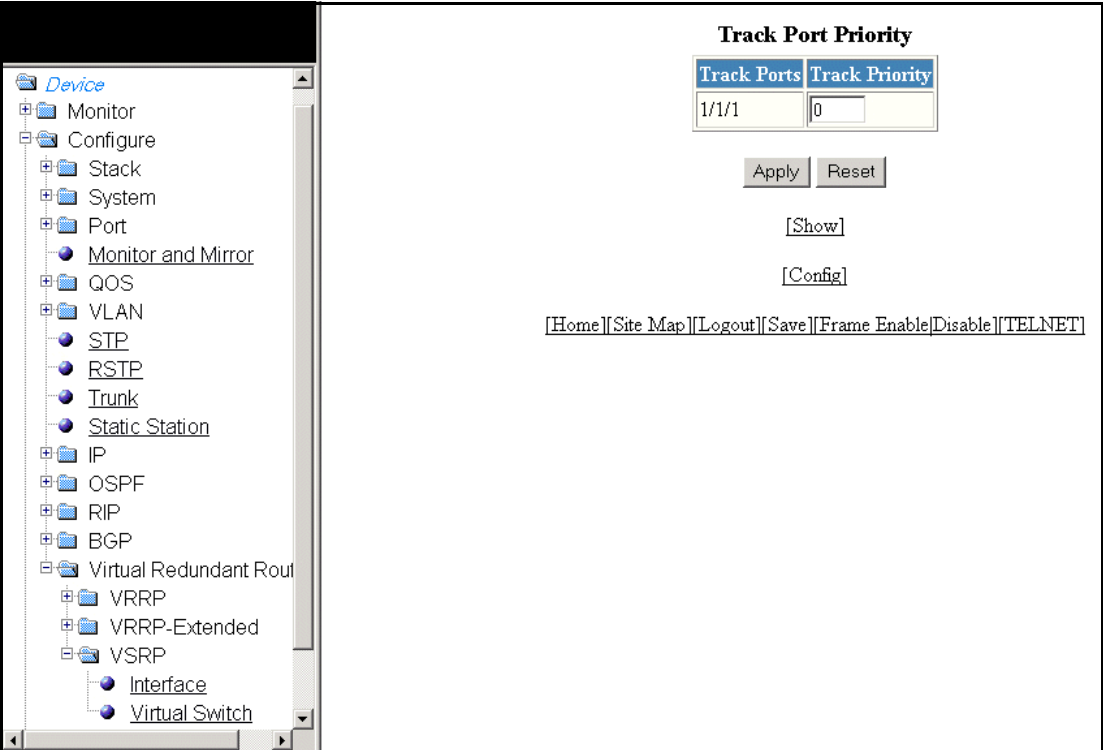 Device
Monitor
Configure
Stack
System
Port
Monitor and Mirror
QOS
VLAN
STP
RSTP
Trunk
Static Station
IP
OSPF
RIP
BGP
Virtual Redundant Rout
VRRP
VRRP-Extended
VSRP
Interface
Virtual Switch
Track Port Priority
Track Ports Track Priority
1/1/1 0
Apply Reset
[Show]
[Config]
[Home][Site Map][Logout][Save][Frame Enable|Disable][TELNET]